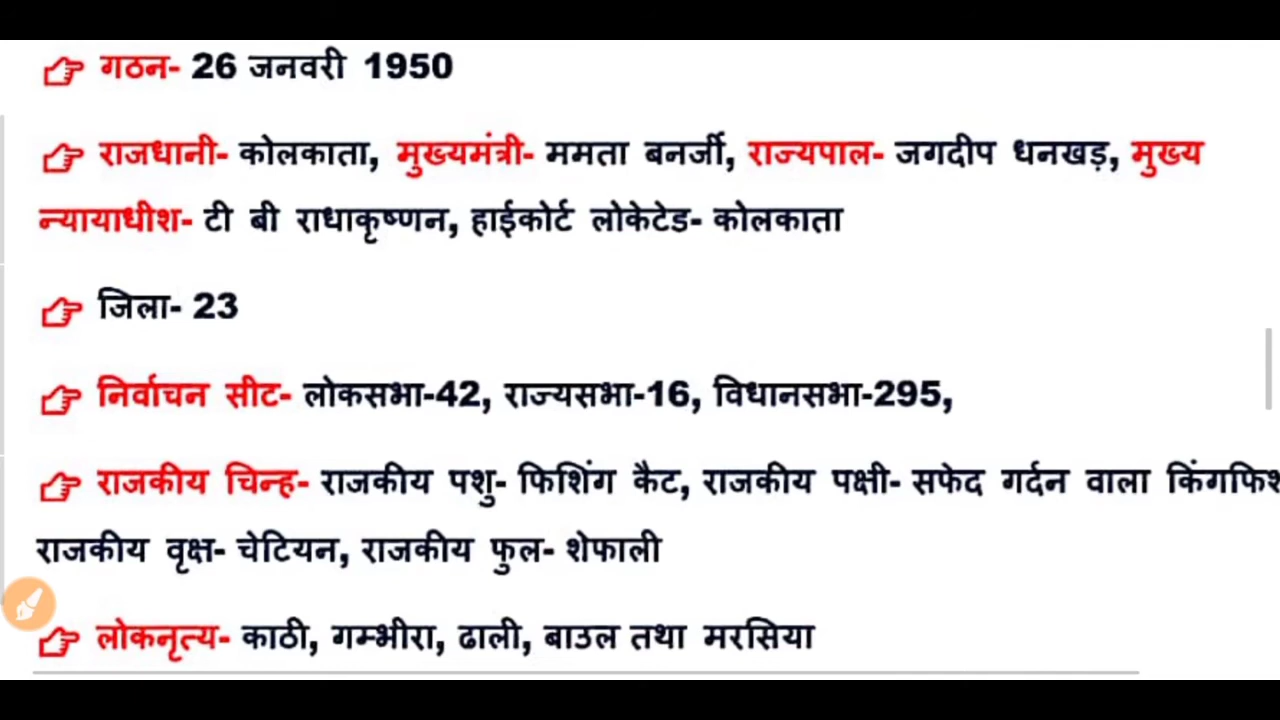 गठन- 26 जनवरी 1950
राजधानी- कोलकाता, मुख्यमंत्री- ममता बनर्जी, राज्यपाल- जगदीप धनखड़, मुख्य
न्यायाधीश- टी बी राधाकृष्णन, हाईकोर्ट लोकेटेड- कोलकाता
जिला- 23
निर्वाचन सीट- लोकसभा-42, राज्यसभा-16, विधानसभा-295,
राजकीय चिन्ह- राजकीय पशु- फिशिंग कैट, राजकीय पक्षी- सफेद गर्दन वाला
राजकीय वृक्ष- चेटियन, राजकीय फुल- शेफाली
लोकनृत्य- काठी, गम्भीरा, ढाली, बाउल तथा मरसिया